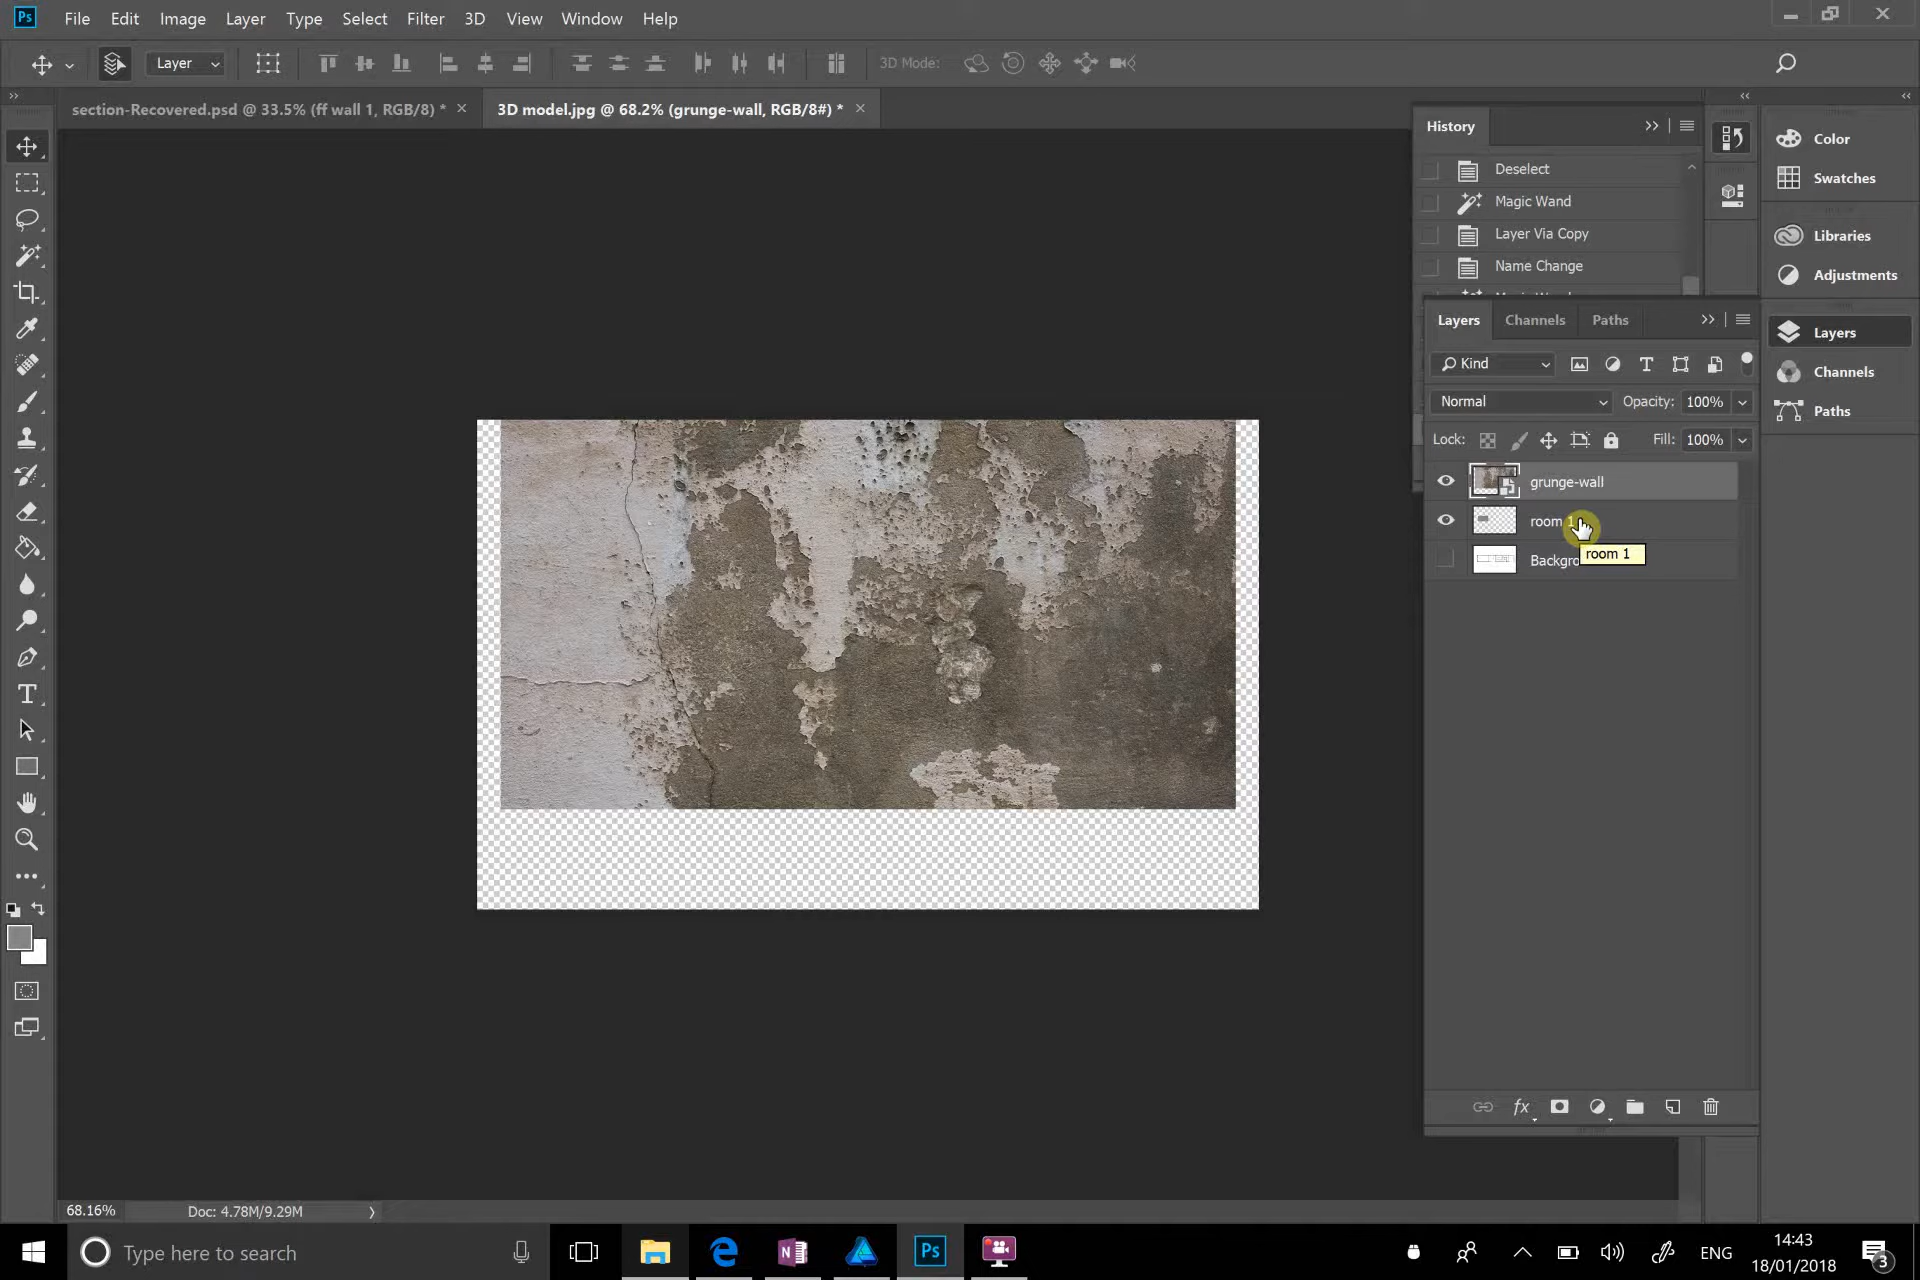 Ps File Edit Image Layer Type Select Filter 3D View Window Help
Layer 3D Mode:
section-Recovered.psd @ 33.5% (ff wall 1, RGB/8) * 3D model.jpg @ 68.2% (grunge-wall, RGB/8#) *
History
Deselect
Magic Wand
Layer Via Copy
Name Change
Color
Swatches
Libraries
Adjustments
Layers
Channels
Paths
Layers Channels Paths
Kind
Normal Opacity: 100%
Lock: Fill: 100%
grunge-wall
room 1
room 1
Backgro
68.16% Doc: 4.78M/9.29M
Type here to search
Ps
ENG
14:43
18/01/2018
3